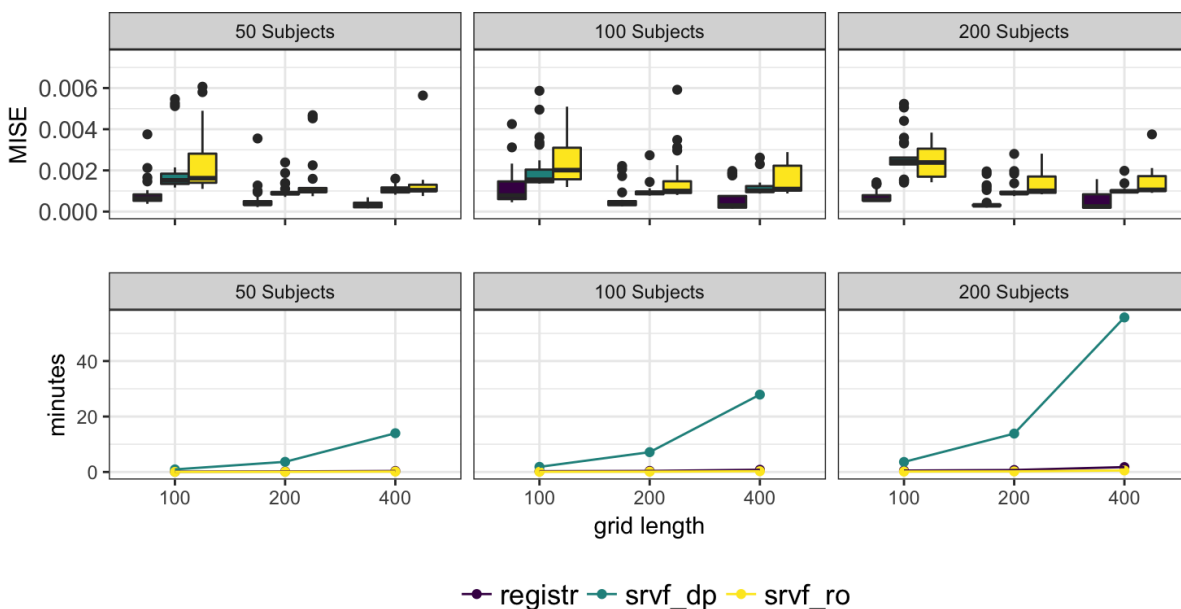 50 Subjects 100 Subjects 200 Subjects
MISE
0.006
0.004
0.002
0.000
50 Subjects 100 Subjects 200 Subjects
minutes
40
20
0
100 200 400 100 200 400 100 200 400
grid length
registr srvf_dp srvf_ro